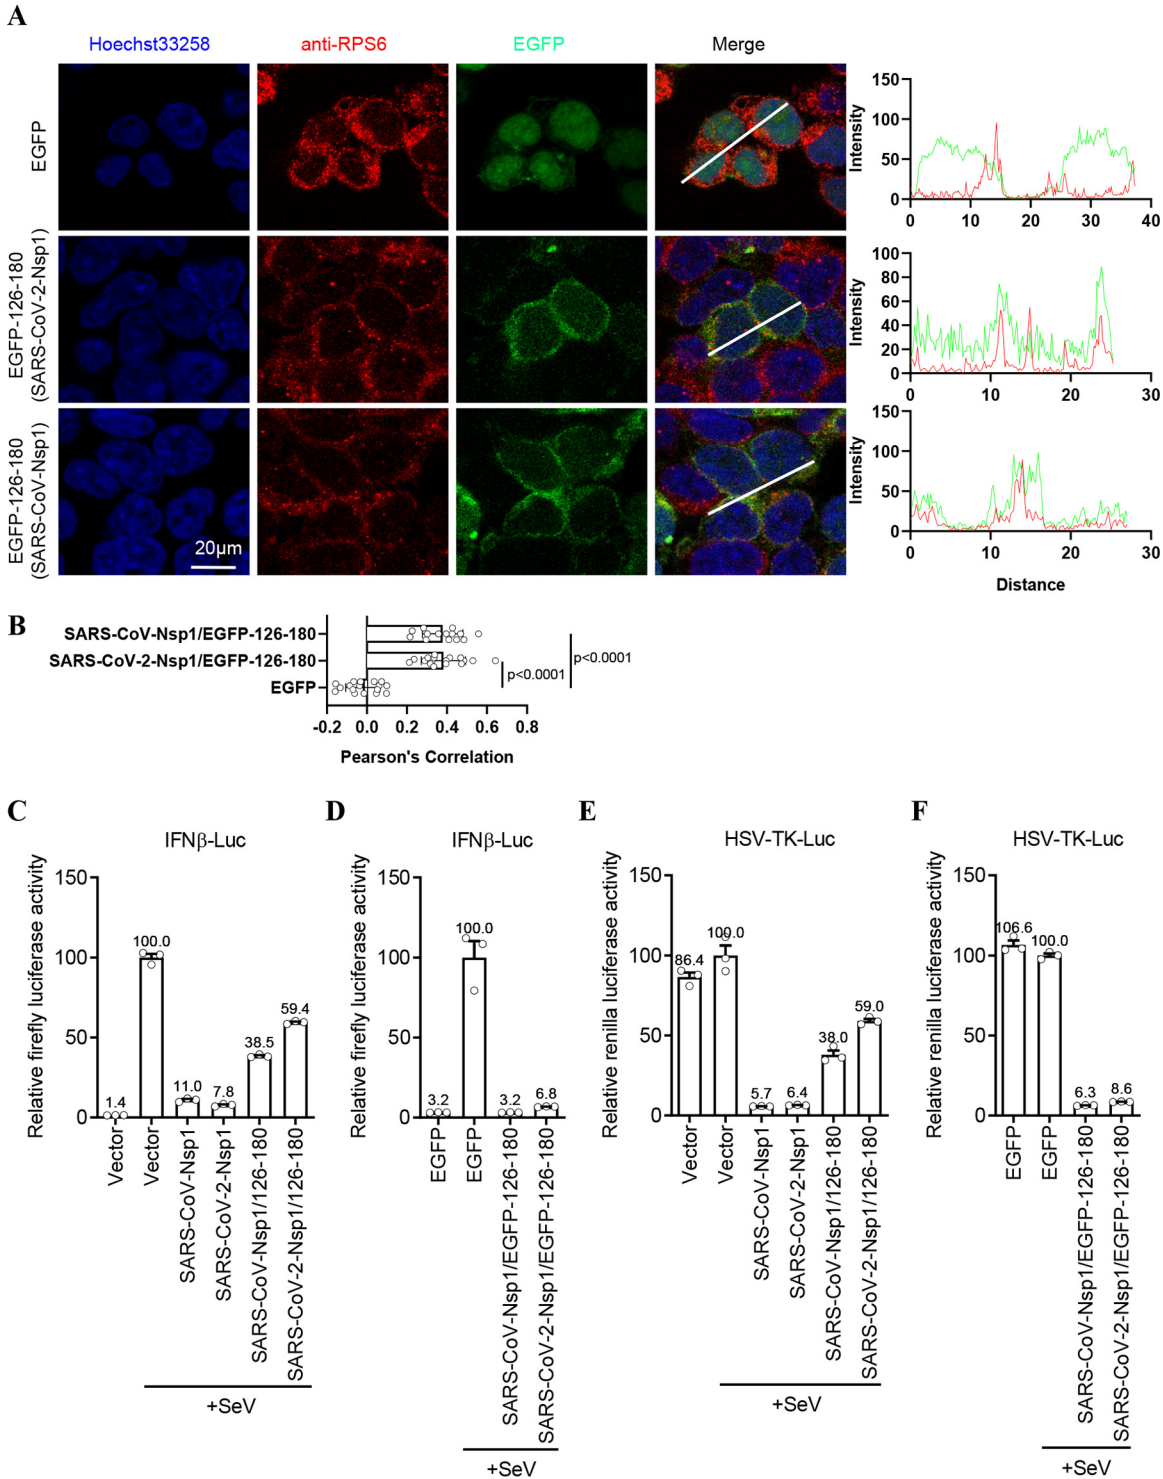 A
Hoechst33258 anti-RPS6 EGFP Merge
EGFP
EGFP-126-180
(SARS-CoV-2-Nsp1)
EGFP-126-180
(SARS-CoV-Nsp1)
20μm
Intensity
150
100
50
0
0 10 20 30 40
Intensity
100
80
60
40
20
0
0 10 20 30
Intensity
150
100
50
0
0 10 20 30
Distance
B
SARS-CoV-Nsp1/EGFP-126-180
SARS-CoV-2-Nsp1/EGFP-126-180
EGFP
p<0.0001
p<0.0001
-0.2 0.0 0.2 0.4 0.6 0.8
Pearson's Correlation
C
IFNβ-Luc
Relative firefly luciferase activity
150
100
50
0
1.4 100.0 11.0 7.8 38.5 59.4
Vector
Vector
SARS-CoV-Nsp1
SARS-CoV-2-Nsp1
SARS-CoV-Nsp1/126-180
SARS-CoV-2-Nsp1/126-180
+SeV
D
IFNβ-Luc
Relative firefly luciferase activity
150
100
50
0
3.2 100.0 3.2 6.8
EGFP
EGFP
SARS-CoV-Nsp1/EGFP-126-180
SARS-CoV-2-Nsp1/EGFP-126-180
+SeV
E
HSV-TK-Luc
Relative renilla luciferase activity
150
100
50
0
86.4 100.0 5.7 6.4 38.0 59.0
Vector
Vector
SARS-CoV-Nsp1
SARS-CoV-2-Nsp1
SARS-CoV-Nsp1/126-180
SARS-CoV-2-Nsp1/126-180
+SeV
F
HSV-TK-Luc
Relative renilla luciferase activity
150
100
50
0
106.6 100.0 6.3 8.6
EGFP
EGFP
SARS-CoV-Nsp1/EGFP-126-180
SARS-CoV-2-Nsp1/EGFP-126-180
+SeV